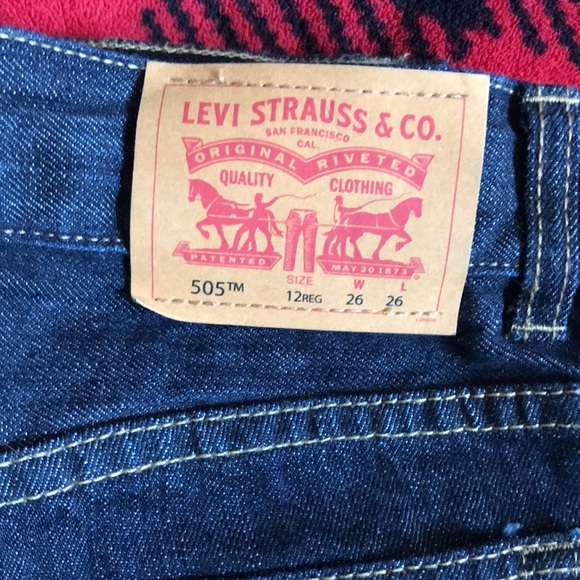 LEVI STRAUSS & CO.
SAN FRANCISCO
CAL.
ORIGINAL RIVETED
QUALITY CLOTHING
PATENTED MAY 20 1873
SIZE W L
505™ 12REG 26 26